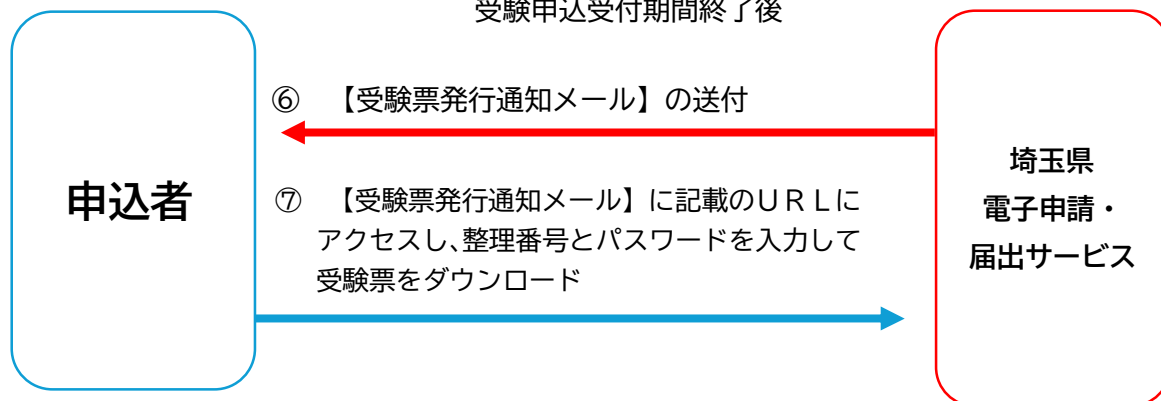 受験申込受付期間終了後
⑥　【受験票発行通知メール】の送付
申込者
⑦　【受験票発行通知メール】に記載のＵＲＬに
アクセスし、整理番号とパスワードを入力して
受験票をダウンロード
埼玉県
電子申請・
届出サービス